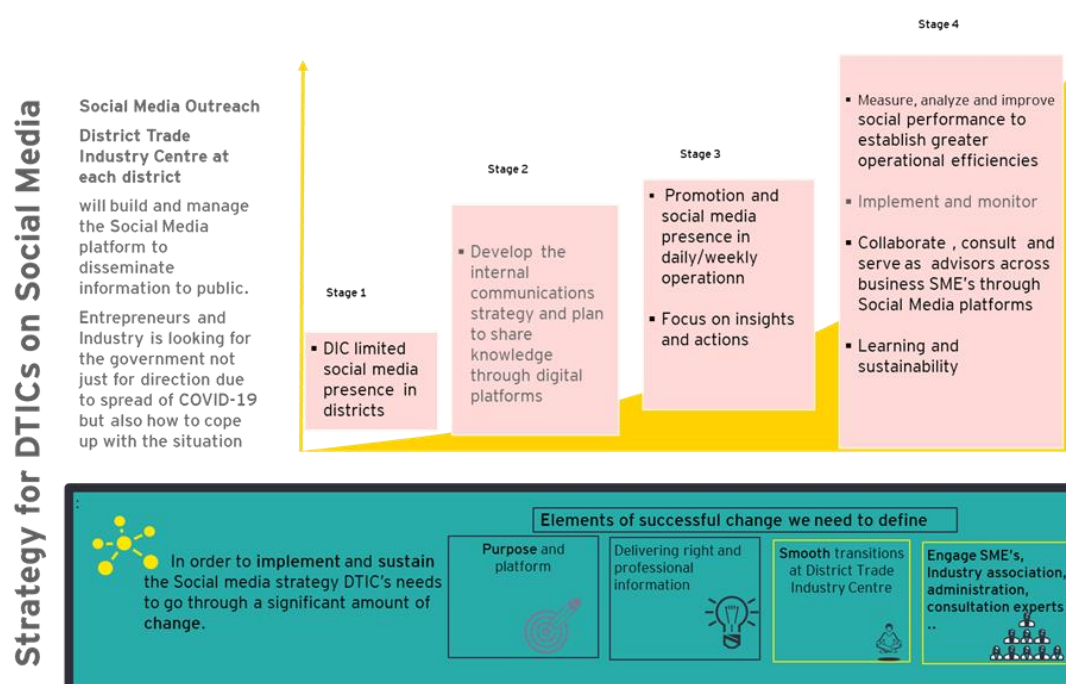 Strategy for DTICs on Social Media
Social Media Outreach
District Trade
Industry Centre at
each district
will build and manage
the Social Media
platform to
disseminate
information to public.
Entrepreneurs and
Industry is looking for
the government not
just for direction due
to spread of COVID-19
but also how to cope
up with the situation
Stage 1
▪ DIC limited
social media
presence in
districts
Stage 2
▪ Develop the
internal
communications
strategy and plan
to share
knowledge
through digital
platforms
Stage 3
▪ Promotion and
social media
presence in
daily/weekly
operationn
▪ Focus on insights
and actions
Stage 4
▪ Measure, analyze and improve
social performance to
establish greater
operational efficiencies
▪ Implement and monitor
▪ Collaborate , consult and
serve as advisors across
business SME's through
Social Media platforms
▪ Learning and
sustainability
:
In order to implement and sustain
the Social media strategy DTIC's needs
to go through a significant amount of
change.
Elements of successful change we need to define
Purpose and
platform
Delivering right and
professional
information
Smooth transitions
at District Trade
Industry Centre
Engage SME's,
Industry association,
administration,
consultation experts
..